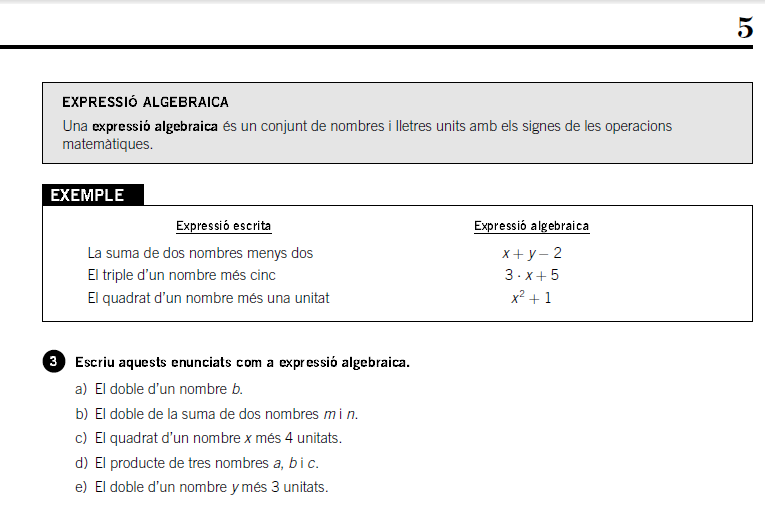 5
EXPRESSIÓ ALGEBRAICA
Una expressió algebraica és un conjunt de nombres i lletres units amb els signes de les operacions
matemàtiques.
EXEMPLE
Expressió escrita Expressió algebraica
La suma de dos nombres menys dos x + y – 2
El triple d'un nombre més cinc 3 · x + 5
El quadrat d'un nombre més una unitat x² + 1
3 Escriu aquests enunciats com a expressió algebraica.
a) El doble d'un nombre b.
b) El doble de la suma de dos nombres m i n.
c) El quadrat d'un nombre x més 4 unitats.
d) El producte de tres nombres a, b i c.
e) El doble d'un nombre y més 3 unitats.